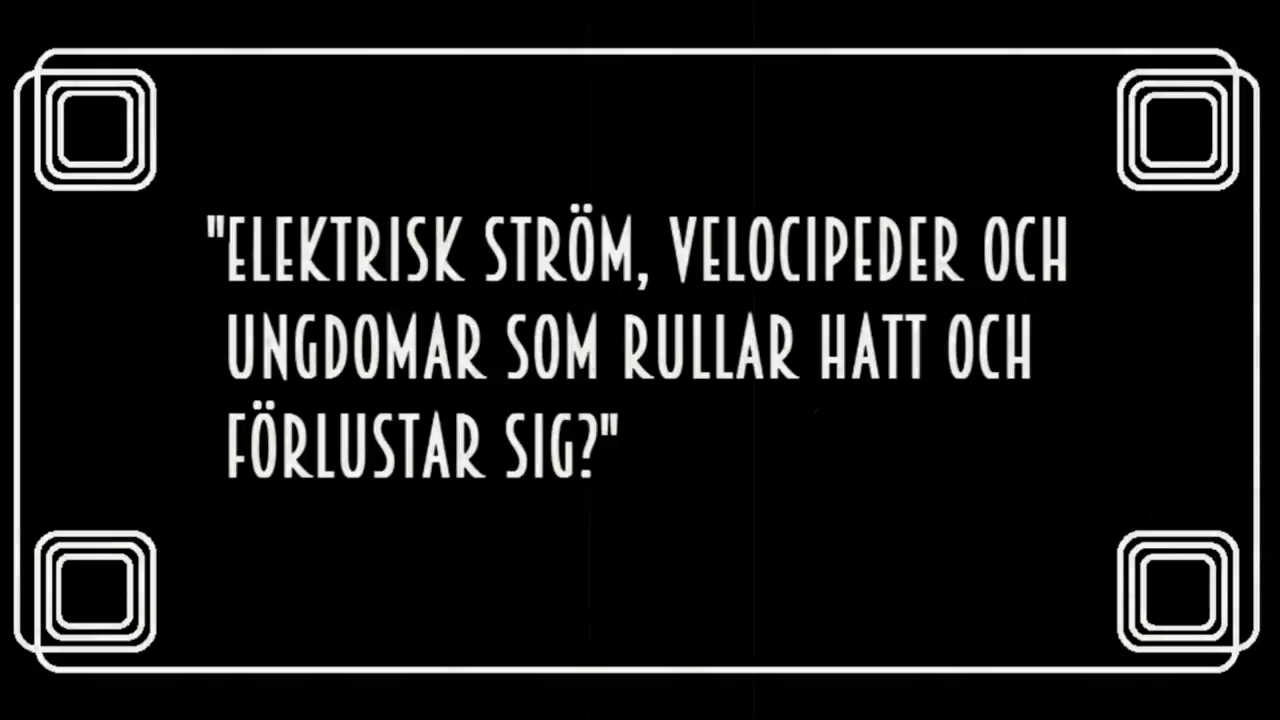 "ELEKTRISK STRÖM, VELOCIPEDER OCH
UNGDOMAR SOM RULLAR HATT OCH
FÖRLUSTAR SIG?"